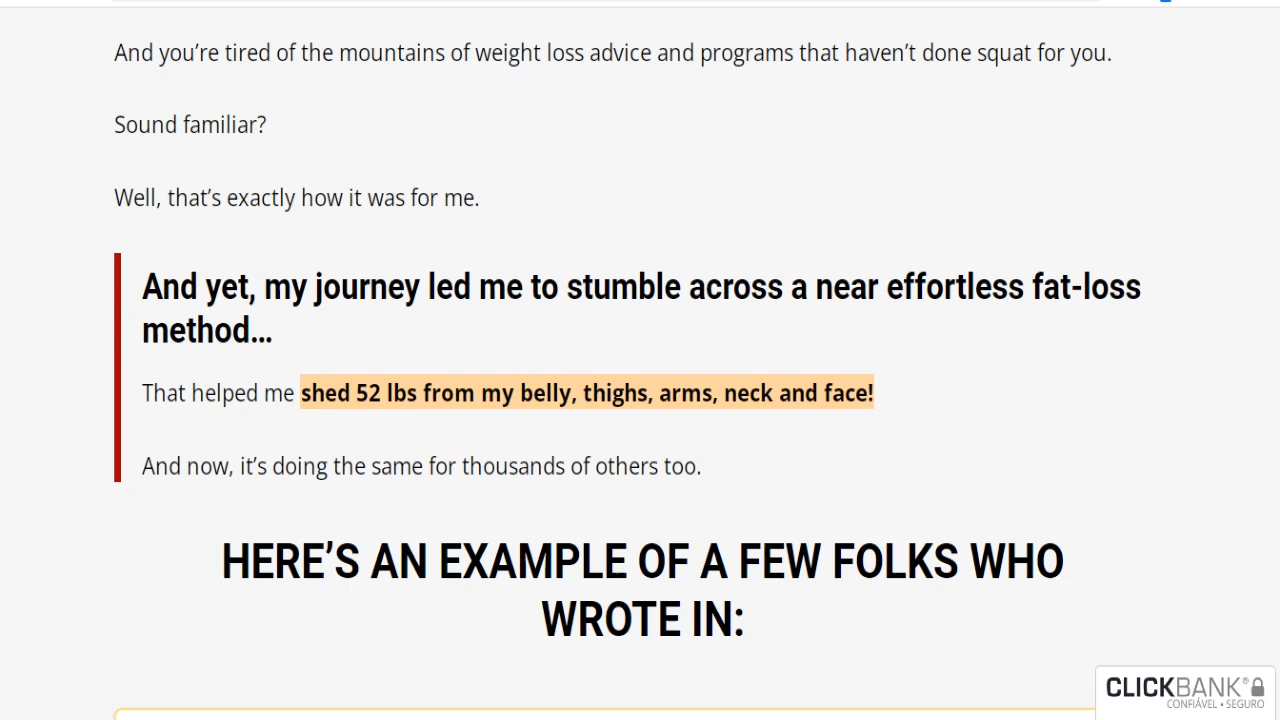 And you’re tired of the mountains of weight loss advice and programs that haven’t done squat for you.
Sound familiar?
Well, that’s exactly how it was for me.
And yet, my journey led me to stumble across a near effortless fat-loss
method…
That helped me shed 52 lbs from my belly, thighs, arms, neck and face!
And now, it’s doing the same for thousands of others too.
HERE’S AN EXAMPLE OF A FEW FOLKS WHO
WROTE IN:
CLICKBANK®
CONFIÁVEL • SEGURO